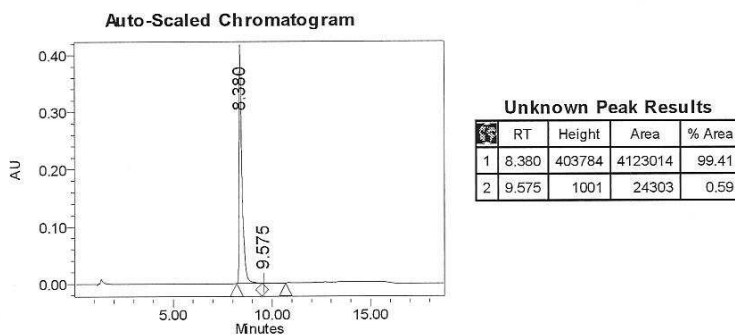 Auto-Scaled Chromatogram
0.40
0.30
0.20
0.10
0.00
AU
8.380
9.575
5.00 10.00 15.00
Minutes
Unknown Peak Results
RT Height Area % Area
1 8.380 403784 4123014 99.41
2 9.575 1001 24303 0.59